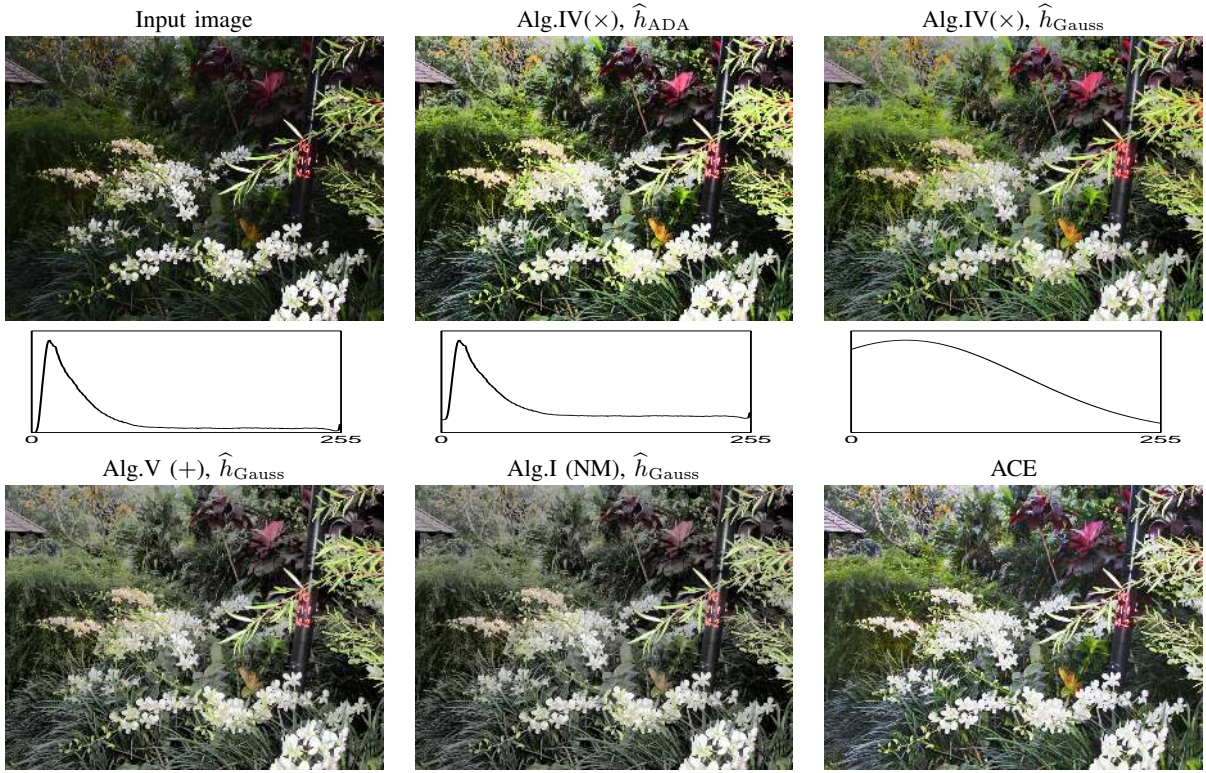 Input image
Alg.IV(×), ĥ_ADA
Alg.IV(×), ĥ_Gauss
0 255
0 255
0 255
Alg.V (+), ĥ_Gauss
Alg.I (NM), ĥ_Gauss
ACE